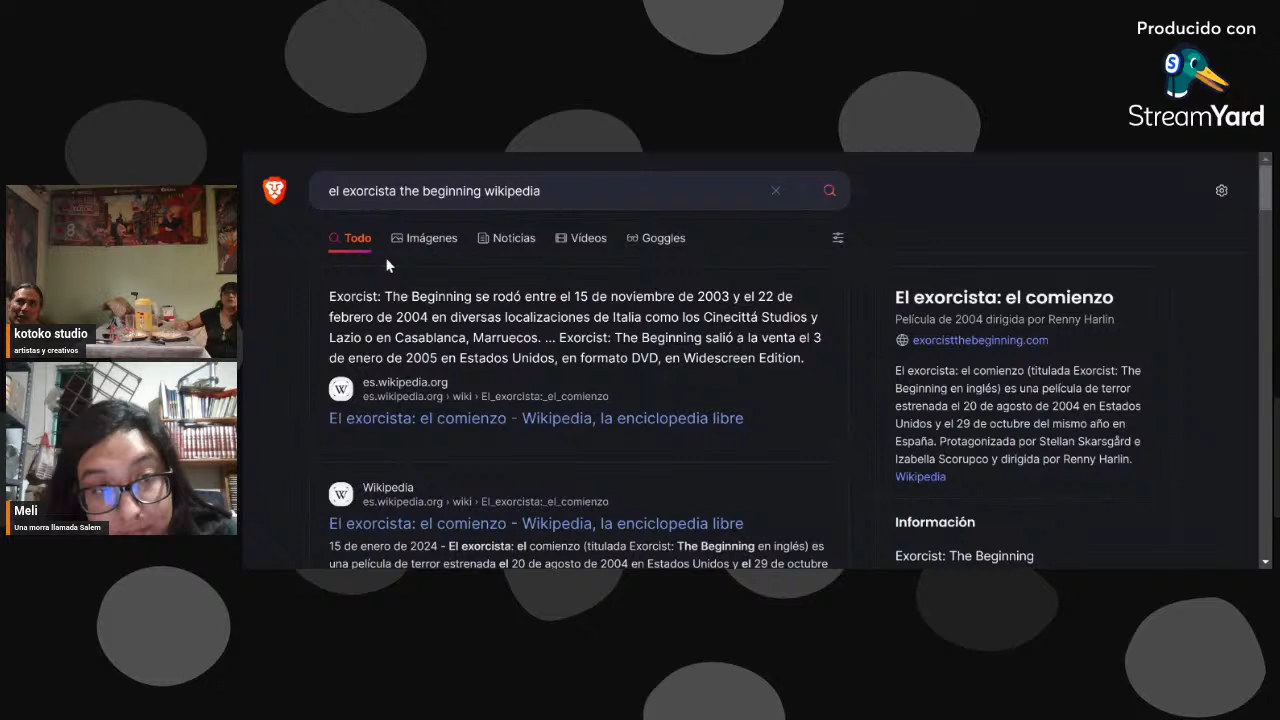 Producido con
StreamYard
el exorcista the beginning wikipedia
Todo
Imágenes
Noticias
Vídeos
Goggles
Exorcist: The Beginning se rodó entre el 15 de noviembre de 2003 y el 22 de
febrero de 2004 en diversas localizaciones de Italia como los Cinecittá Studios y
Lazio o en Casablanca, Marruecos. ... Exorcist: The Beginning salió a la venta el 3
de enero de 2005 en Estados Unidos, en formato DVD, en Widescreen Edition.
W
es.wikipedia.org
es.wikipedia.org › wiki › El_exorcista:_el_comienzo
El exorcista: el comienzo - Wikipedia, la enciclopedia libre
W
Wikipedia
es.wikipedia.org › wiki › El_exorcista:_el_comienzo
El exorcista: el comienzo - Wikipedia, la enciclopedia libre
15 de enero de 2024 - El exorcista: el comienzo (titulada Exorcist: The Beginning en inglés) es
una película de terror estrenada el 20 de agosto de 2004 en Estados Unidos y el 29 de octubre
El exorcista: el comienzo
Película de 2004 dirigida por Renny Harlin
exorcistthebeginning.com
El exorcista: el comienzo (titulada Exorcist: The
Beginning en inglés) es una película de terror
estrenada el 20 de agosto de 2004 en Estados
Unidos y el 29 de octubre del mismo año en
España. Protagonizada por Stellan Skarsgård e
Izabella Scorupco y dirigida por Renny Harlin.
Wikipedia
Información
Exorcist: The Beginning
kotoko studio
artistas y creativos
Meli
Una morra llamada Salem